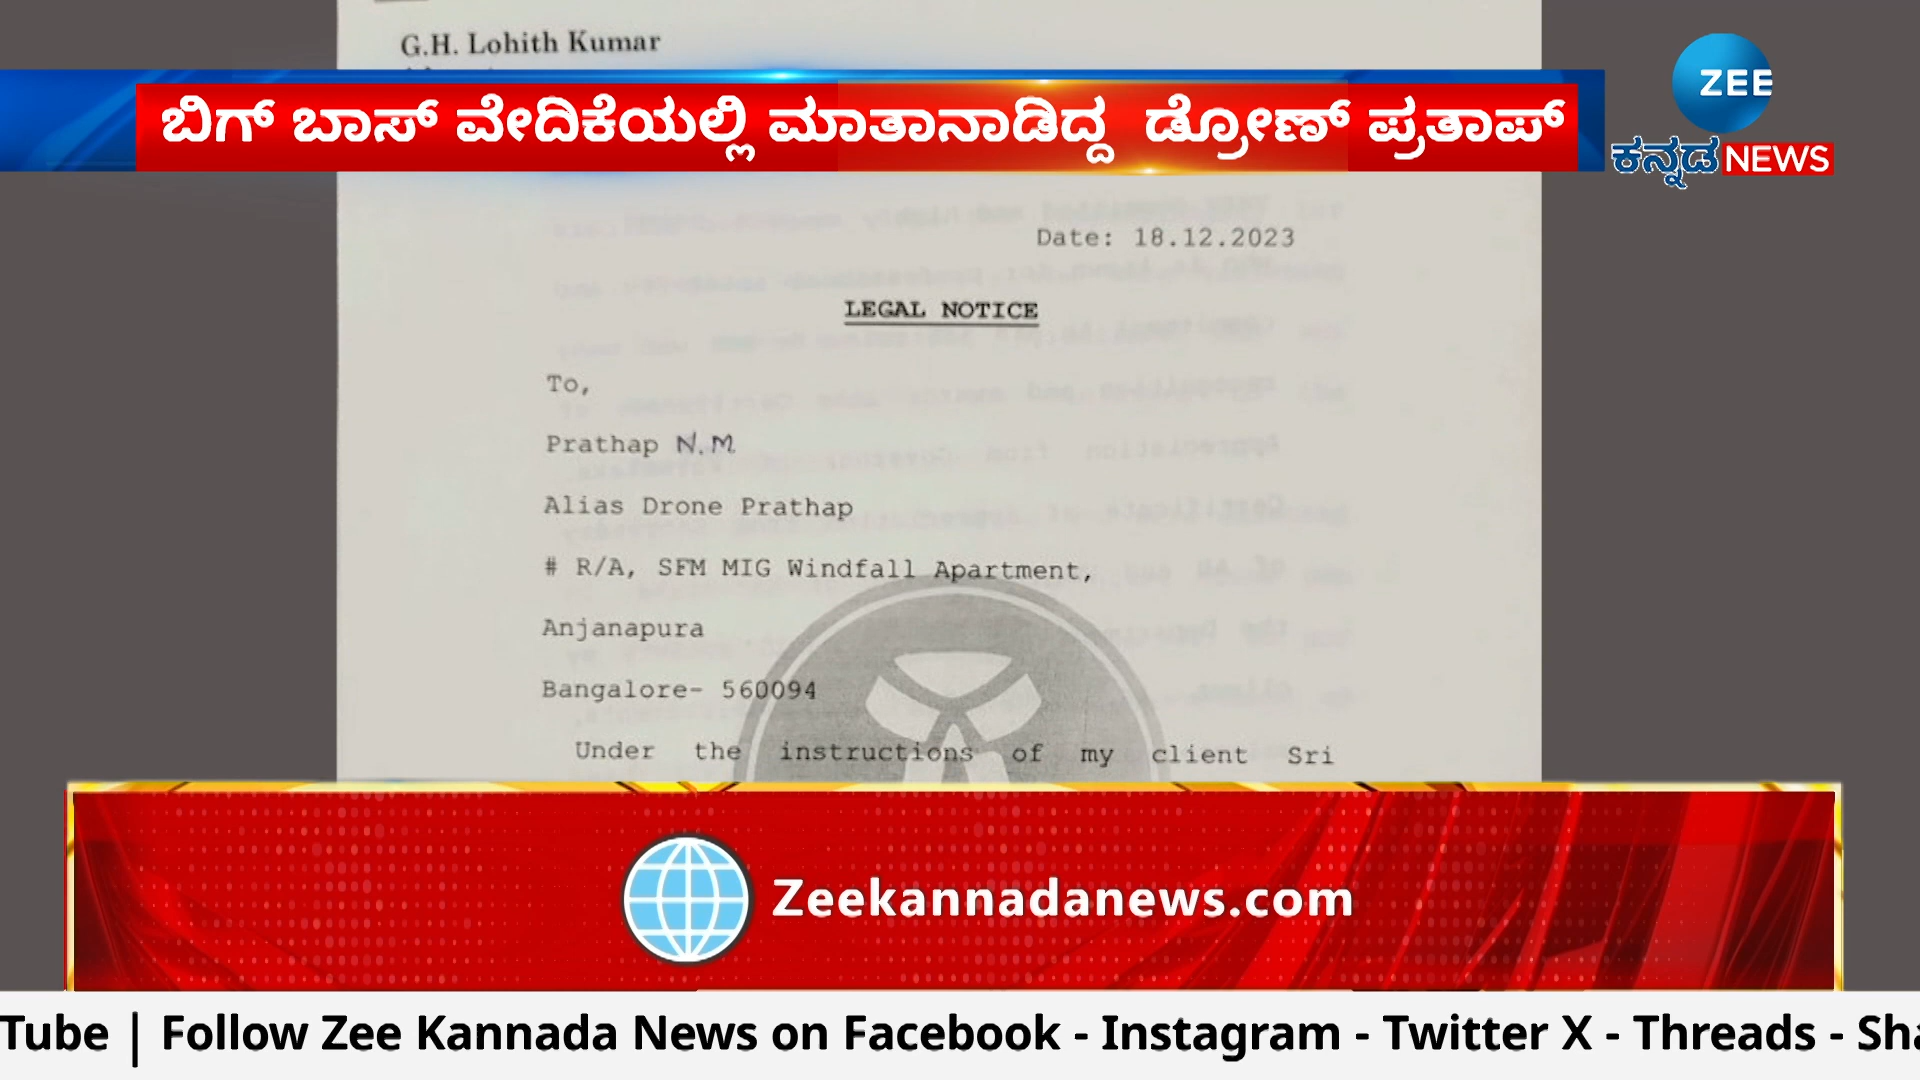 G.H. Lohith Kumar
ಬಿಗ್ ಬಾಸ್ ವೇದಿಕೆಯಲ್ಲಿ ಮಾತಾನಾಡಿದ್ದ ಡ್ರೋಣ್ ಪ್ರತಾಪ್
ZEE
ಕನ್ನಡ NEWS
Date: 18.12.2023
LEGAL NOTICE
To,
Prathap N.M
Alias Drone Prathap
# R/A, SFM MIG Windfall Apartment,
Anjanapura
Bangalore- 560094
Under the instructions of my client Sri
Zeekannadanews.com
Tube | Follow Zee Kannada News on Facebook - Instagram - Twitter X - Threads - Sha